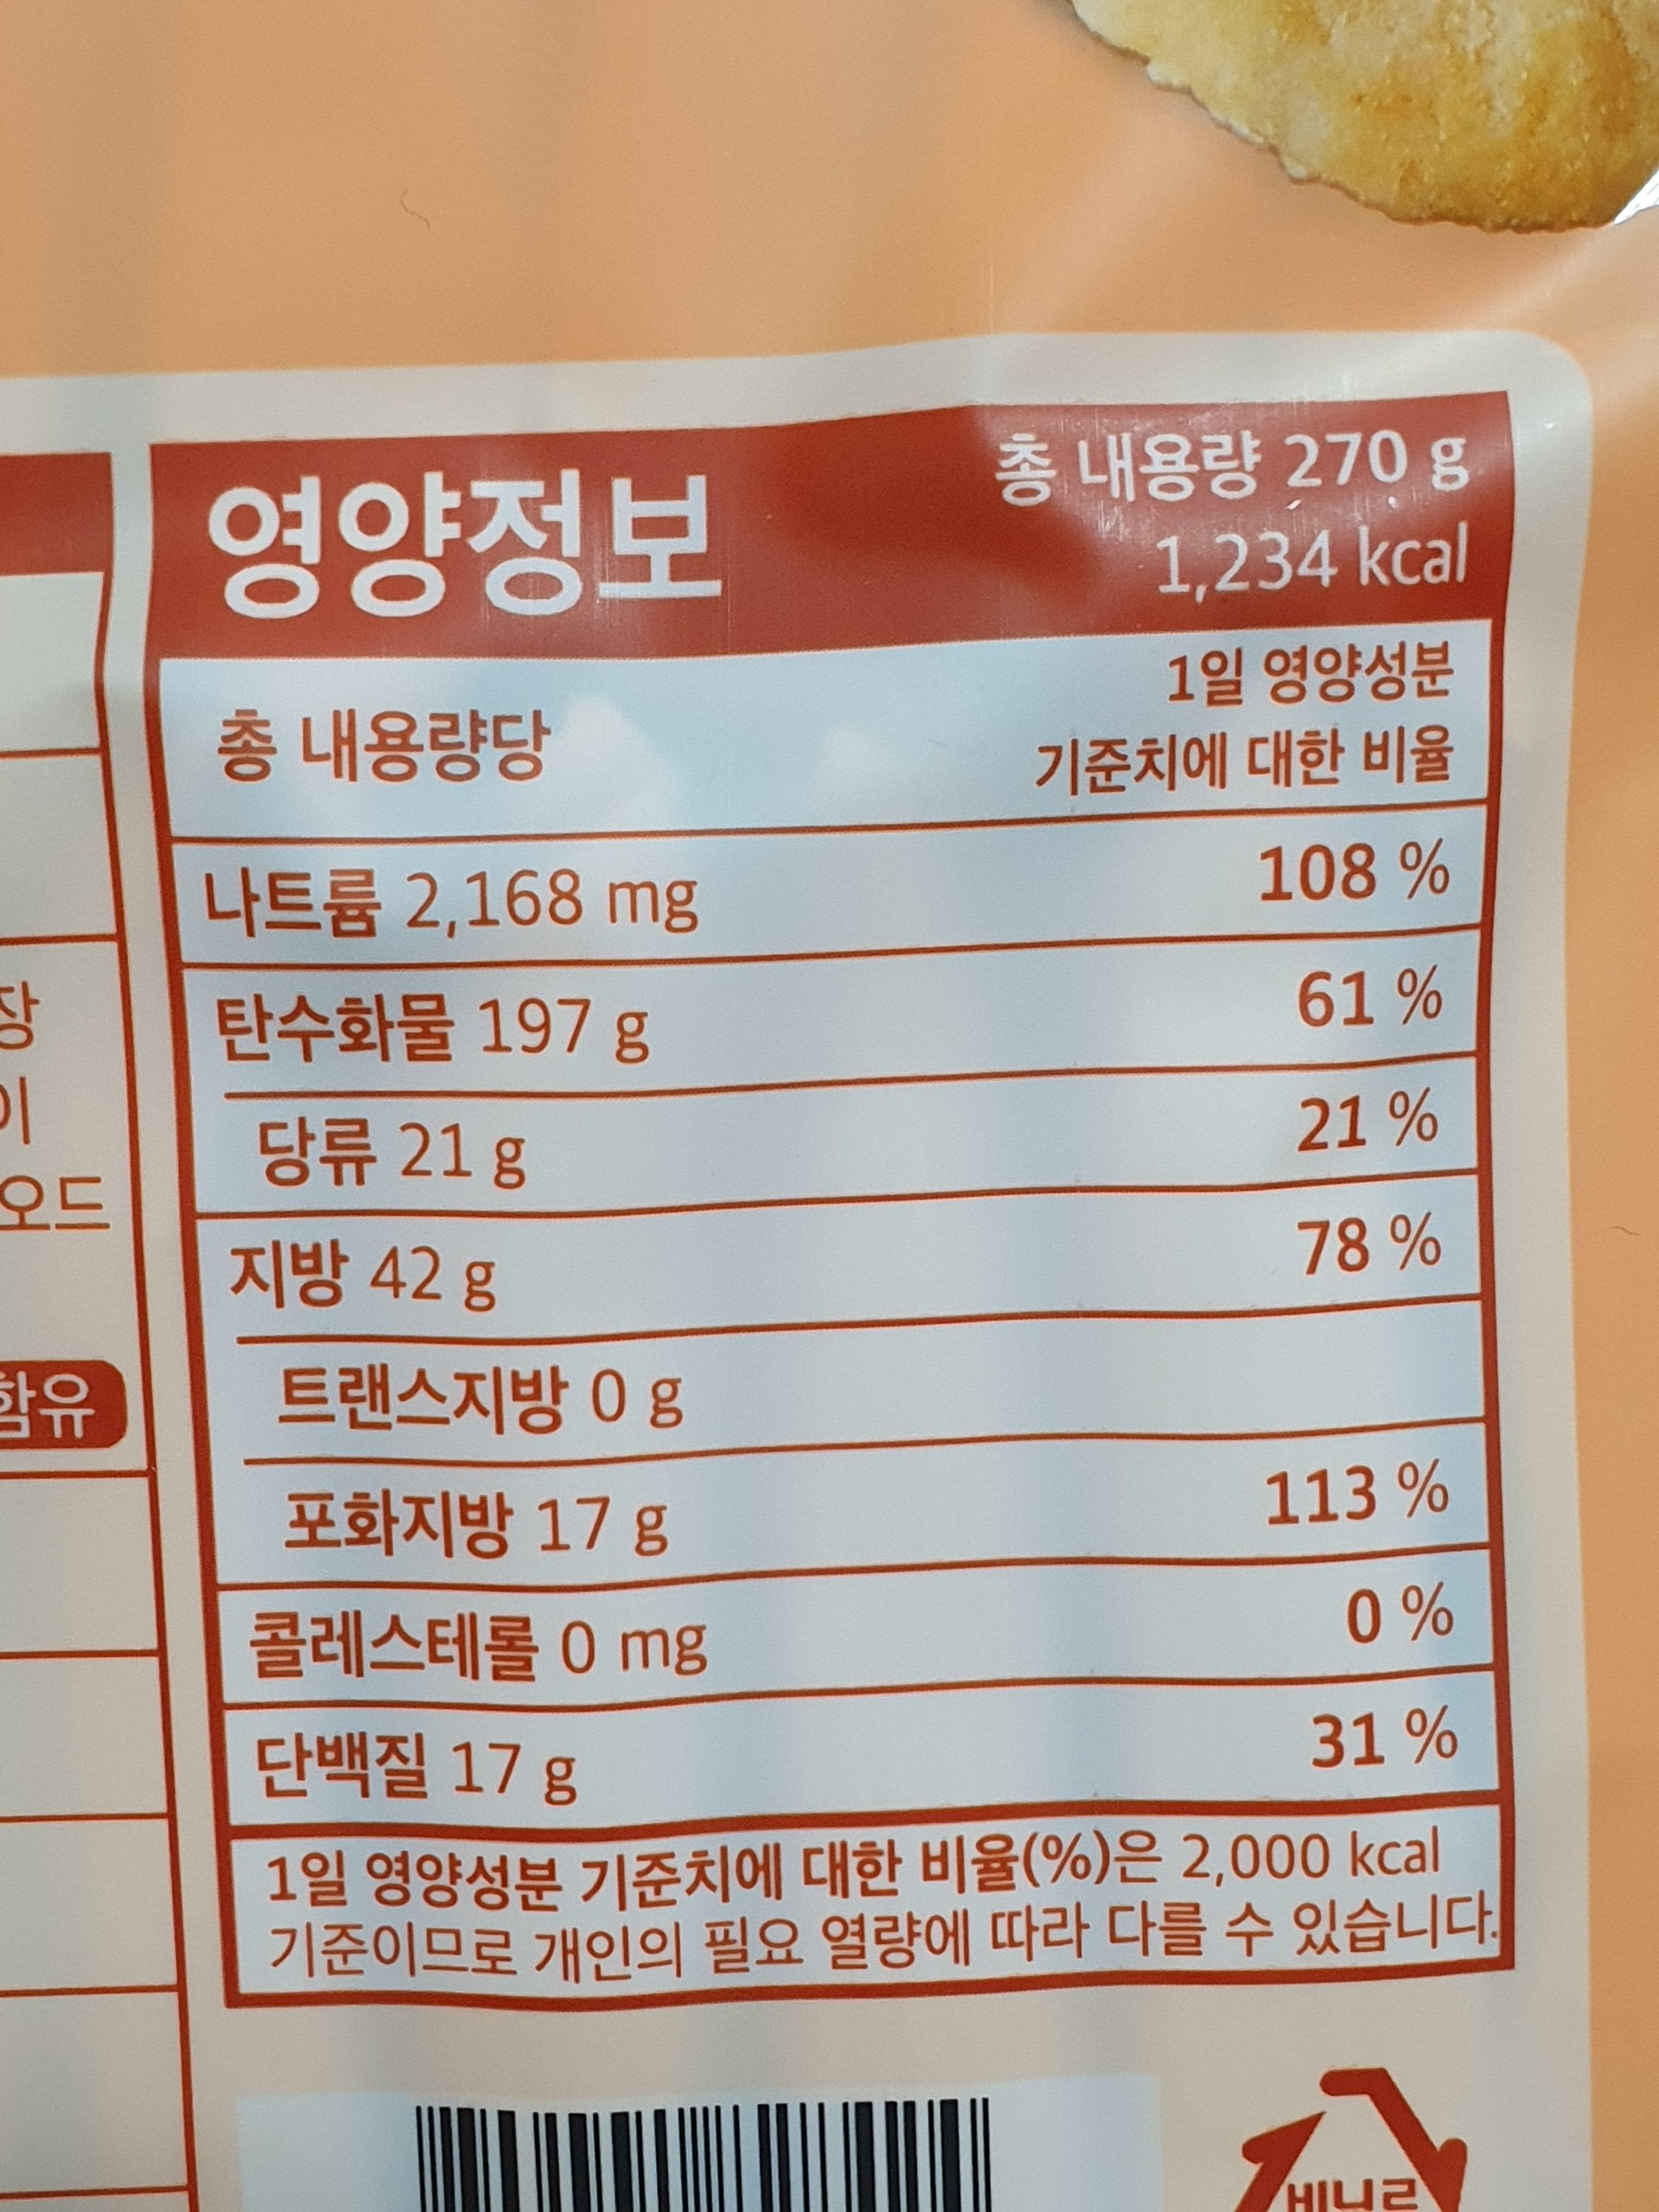 영양정보
총 내용량 270 g
1,234 kcal
총 내용량당
1일 영양성분
기준치에 대한 비율
나트륨 2,168 mg 108 %
탄수화물 197 g 61 %
당류 21 g 21 %
지방 42 g 78 %
트랜스지방 0 g
포화지방 17 g 113 %
콜레스테롤 0 mg 0 %
단백질 17 g 31 %
1일 영양성분 기준치에 대한 비율(%)은 2,000 kcal
기준이므로 개인의 필요 열량에 따라 다를 수 있습니다.
장
이
오드
함유
비닐류